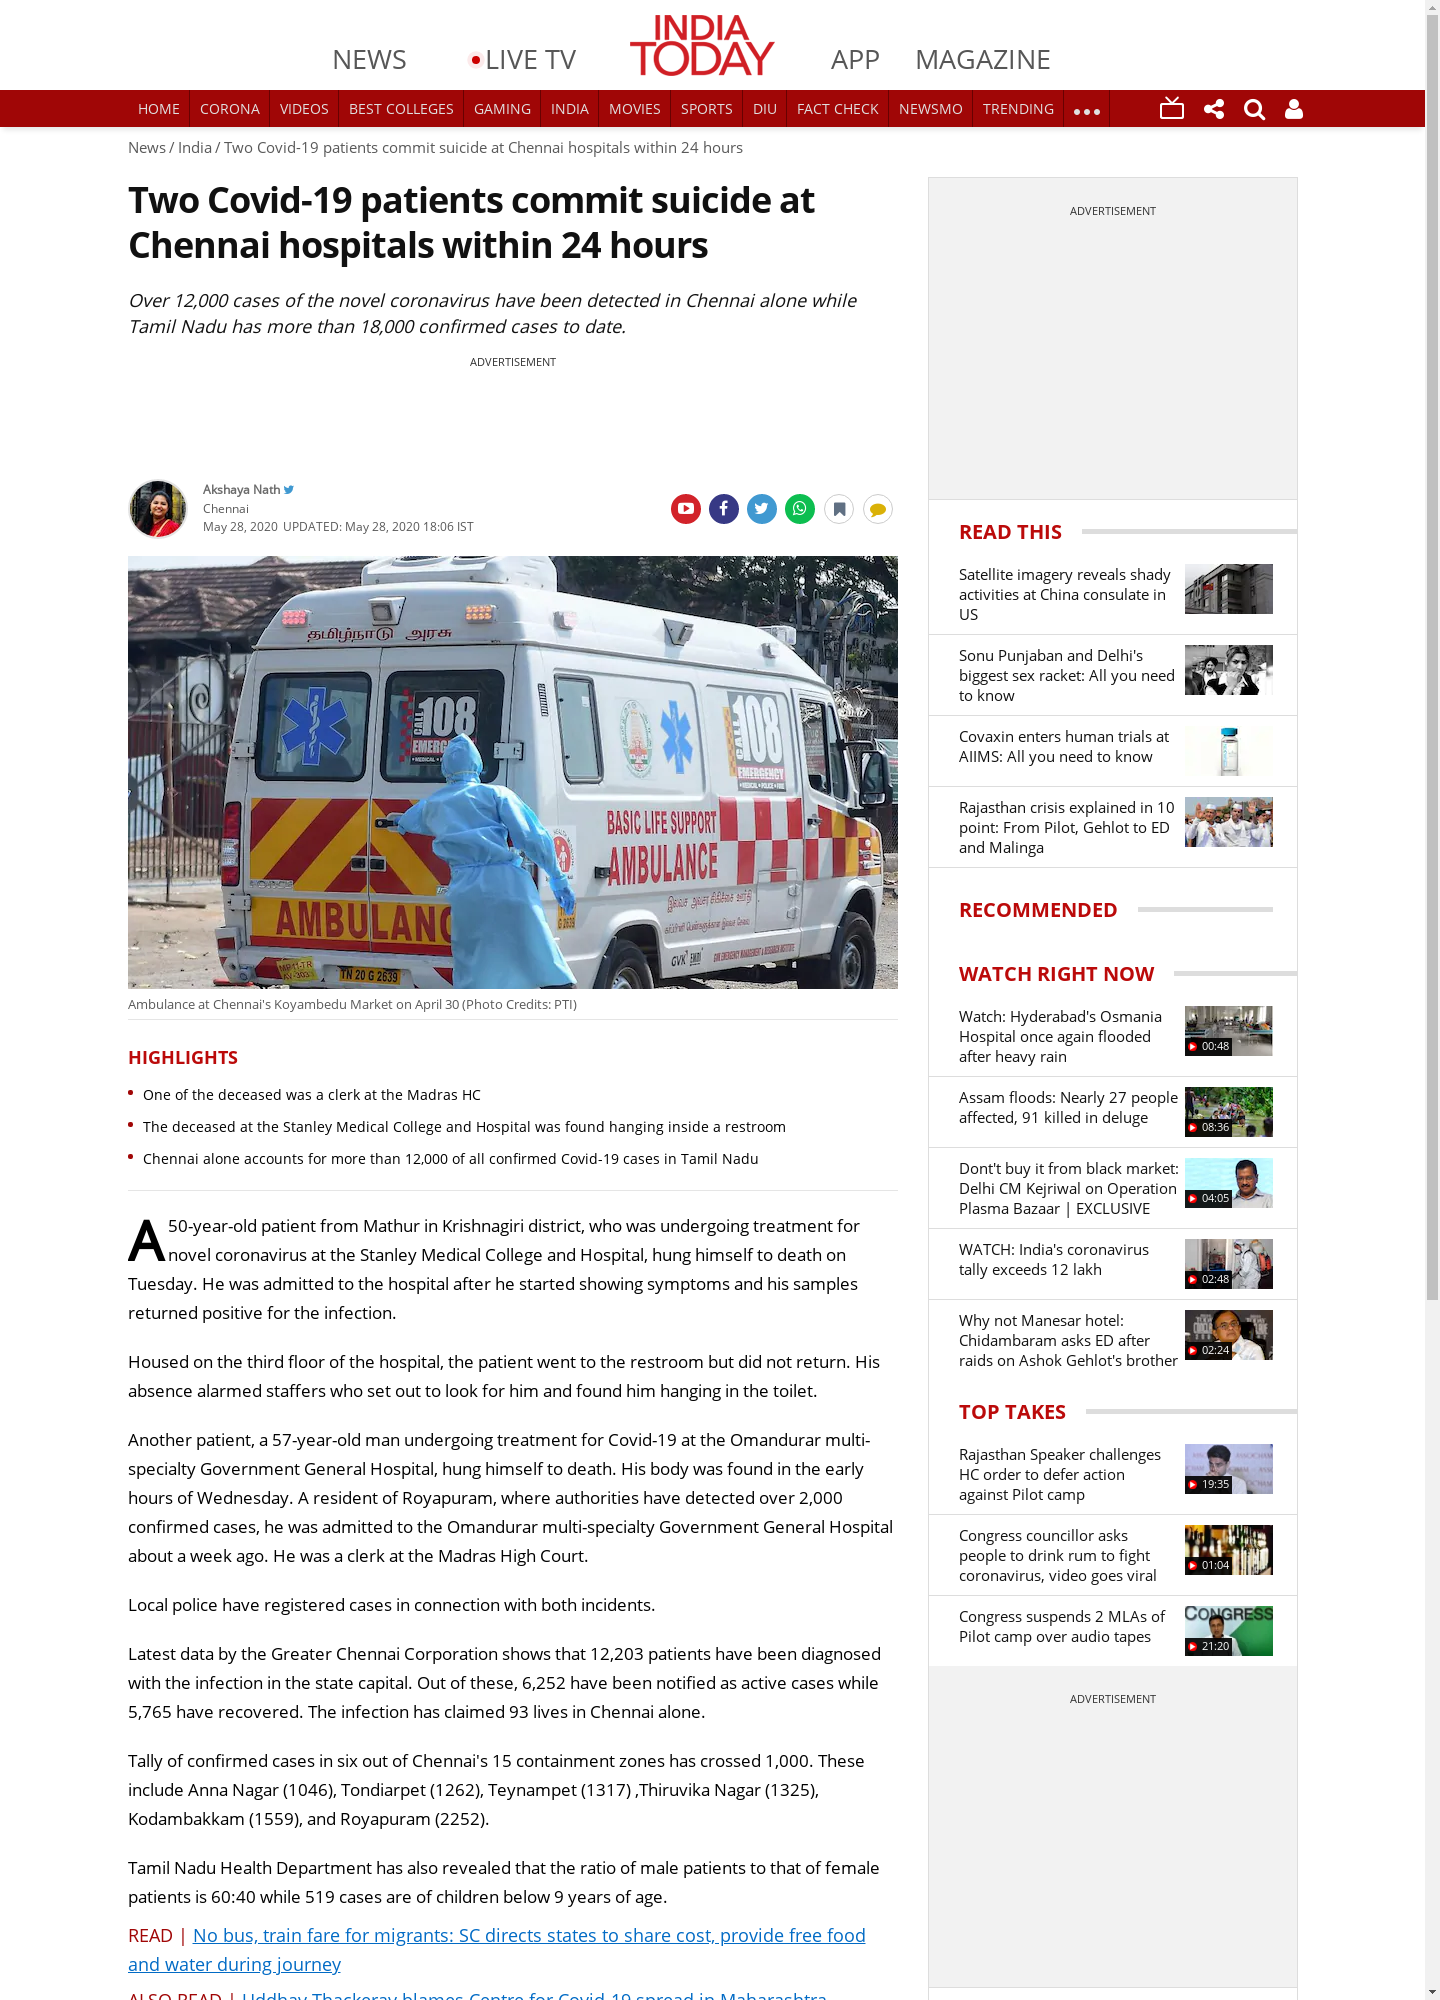 NEWS
LIVE TV
INDIA
TODAY
APP
MAGAZINE
HOME
CORONA
VIDEOS
BEST COLLEGES
GAMING
INDIA
MOVIES
SPORTS
DIU
FACT CHECK
NEWSMO
TRENDING
News / India / Two Covid-19 patients commit suicide at Chennai hospitals within 24 hours
Two Covid-19 patients commit suicide at
Chennai hospitals within 24 hours
Over 12,000 cases of the novel coronavirus have been detected in Chennai alone while
Tamil Nadu has more than 18,000 confirmed cases to date.
ADVERTISEMENT
Akshaya Nath
Chennai
May 28, 2020 UPDATED: May 28, 2020 18:06 IST
தமிழ்நாடு அரசு
CALL 108
EMERGENCY
CALL 108
EMERGENCY
BASIC LIFE SUPPORT
AMBULANCE
AMBULANC
TN 20 G 2639
G 2639
GVK EMRI
Ambulance at Chennai's Koyambedu Market on April 30 (Photo Credits: PTI)
HIGHLIGHTS
One of the deceased was a clerk at the Madras HC
The deceased at the Stanley Medical College and Hospital was found hanging inside a restroom
Chennai alone accounts for more than 12,000 of all confirmed Covid-19 cases in Tamil Nadu
A 50-year-old patient from Mathur in Krishnagiri district, who was undergoing treatment for
novel coronavirus at the Stanley Medical College and Hospital, hung himself to death on
Tuesday. He was admitted to the hospital after he started showing symptoms and his samples
returned positive for the infection.
Housed on the third floor of the hospital, the patient went to the restroom but did not return. His
absence alarmed staffers who set out to look for him and found him hanging in the toilet.
Another patient, a 57-year-old man undergoing treatment for Covid-19 at the Omandurar multi-
specialty Government General Hospital, hung himself to death. His body was found in the early
hours of Wednesday. A resident of Royapuram, where authorities have detected over 2,000
confirmed cases, he was admitted to the Omandurar multi-specialty Government General Hospital
about a week ago. He was a clerk at the Madras High Court.
Local police have registered cases in connection with both incidents.
Latest data by the Greater Chennai Corporation shows that 12,203 patients have been diagnosed
with the infection in the state capital. Out of these, 6,252 have been notified as active cases while
5,765 have recovered. The infection has claimed 93 lives in Chennai alone.
Tally of confirmed cases in six out of Chennai's 15 containment zones has crossed 1,000. These
include Anna Nagar (1046), Tondiarpet (1262), Teynampet (1317) ,Thiruvika Nagar (1325),
Kodambakkam (1559), and Royapuram (2252).
Tamil Nadu Health Department has also revealed that the ratio of male patients to that of female
patients is 60:40 while 519 cases are of children below 9 years of age.
READ | No bus, train fare for migrants: SC directs states to share cost, provide free food
and water during journey
ALSO READ | Uddhav Thackeray blames Centre for Covid-19 spread in Maharashtra
ADVERTISEMENT
READ THIS
Satellite imagery reveals shady
activities at China consulate in
US
Sonu Punjaban and Delhi's
biggest sex racket: All you need
to know
Covaxin enters human trials at
AIIMS: All you need to know
Rajasthan crisis explained in 10
point: From Pilot, Gehlot to ED
and Malinga
RECOMMENDED
WATCH RIGHT NOW
Watch: Hyderabad's Osmania
Hospital once again flooded
after heavy rain
00:48
Assam floods: Nearly 27 people
affected, 91 killed in deluge
08:36
Dont't buy it from black market:
Delhi CM Kejriwal on Operation
Plasma Bazaar | EXCLUSIVE
04:05
WATCH: India's coronavirus
tally exceeds 12 lakh
02:48
Why not Manesar hotel:
Chidambaram asks ED after
raids on Ashok Gehlot's brother
02:24
TOP TAKES
Rajasthan Speaker challenges
HC order to defer action
against Pilot camp
19:35
Congress councillor asks
people to drink rum to fight
coronavirus, video goes viral
01:04
Congress suspends 2 MLAs of
Pilot camp over audio tapes
CONGRESS
21:20
ADVERTISEMENT